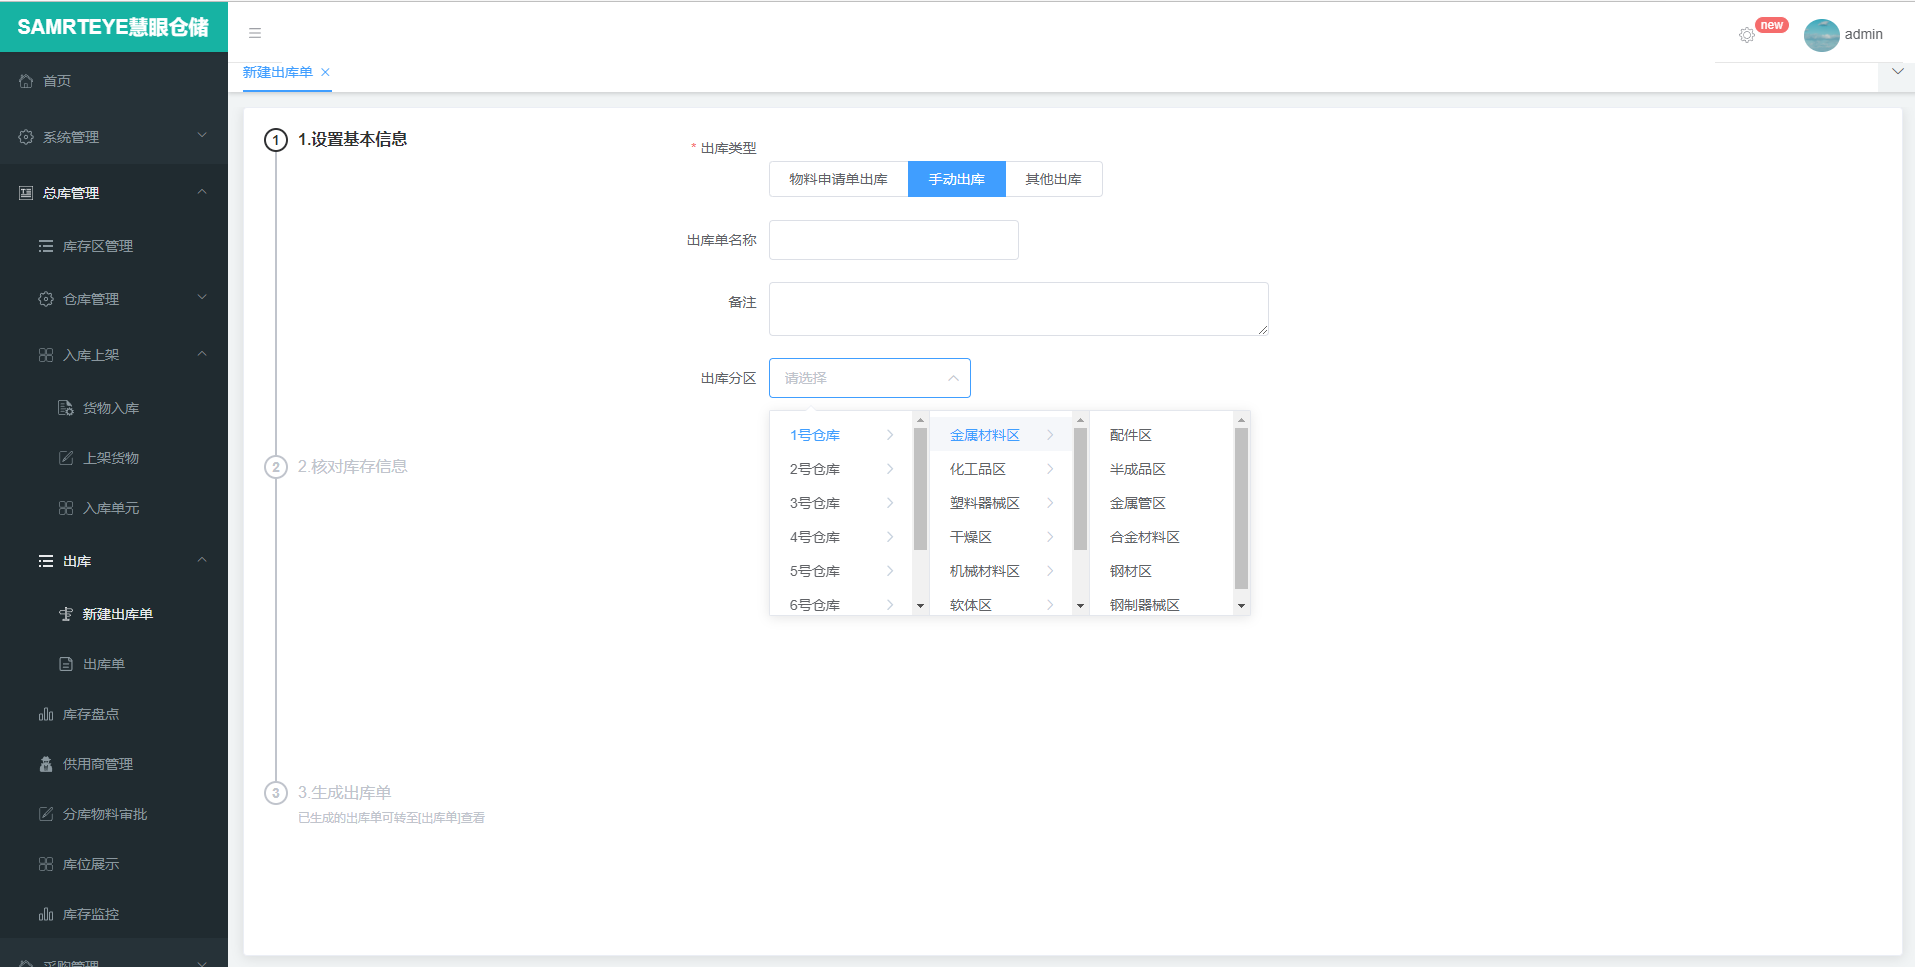 SAMRTEYE慧眼仓储
new
admin
首页
系统管理
总库管理
库存区管理
仓库管理
入库上架
货物入库
上架货物
入库单元
出库
新建出库单
出库单
库存盘点
供用商管理
分库物料审批
库位展示
库存监控
采购管理
新建出库单
1 1.设置基本信息
2 2.核对库存信息
3 3.生成出库单
已生成的出库单可转至[出库单]查看
* 出库类型
物料申请单出库 手动出库 其他出库
出库单名称
备注
出库分区 请选择
1号仓库 金属材料区 配件区
2号仓库 化工品区 半成品区
3号仓库 塑料器械区 金属管区
4号仓库 干燥区 合金材料区
5号仓库 机械材料区 钢材区
6号仓库 软体区 钢制器械区